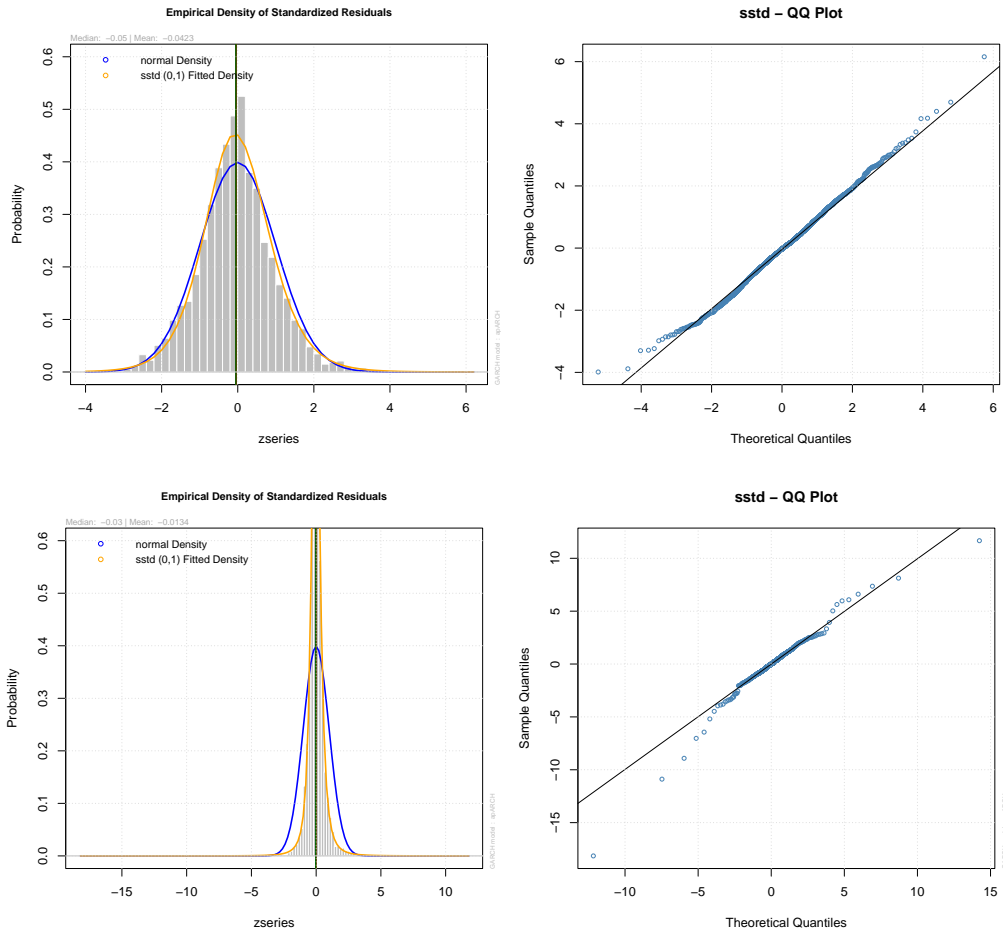 Empirical Density of Standardized Residuals
Median: −0.05 | Mean: −0.0423
normal Density
sstd (0,1) Fitted Density
0.0 0.1 0.2 0.3 0.4 0.5 0.6
Probability
−4 −2 0 2 4 6
zseries
GARCH model : apARCH
sstd − QQ Plot
−4 −2 0 2 4 6
Sample Quantiles
−4 −2 0 2 4 6
Theoretical Quantiles
Empirical Density of Standardized Residuals
Median: −0.03 | Mean: −0.0134
normal Density
sstd (0,1) Fitted Density
0.0 0.1 0.2 0.3 0.4 0.5 0.6
Probability
−15 −10 −5 0 5 10
zseries
GARCH model : apARCH
sstd − QQ Plot
−15 −10 −5 0 5 10
Sample Quantiles
−10 −5 0 5 10 15
Theoretical Quantiles